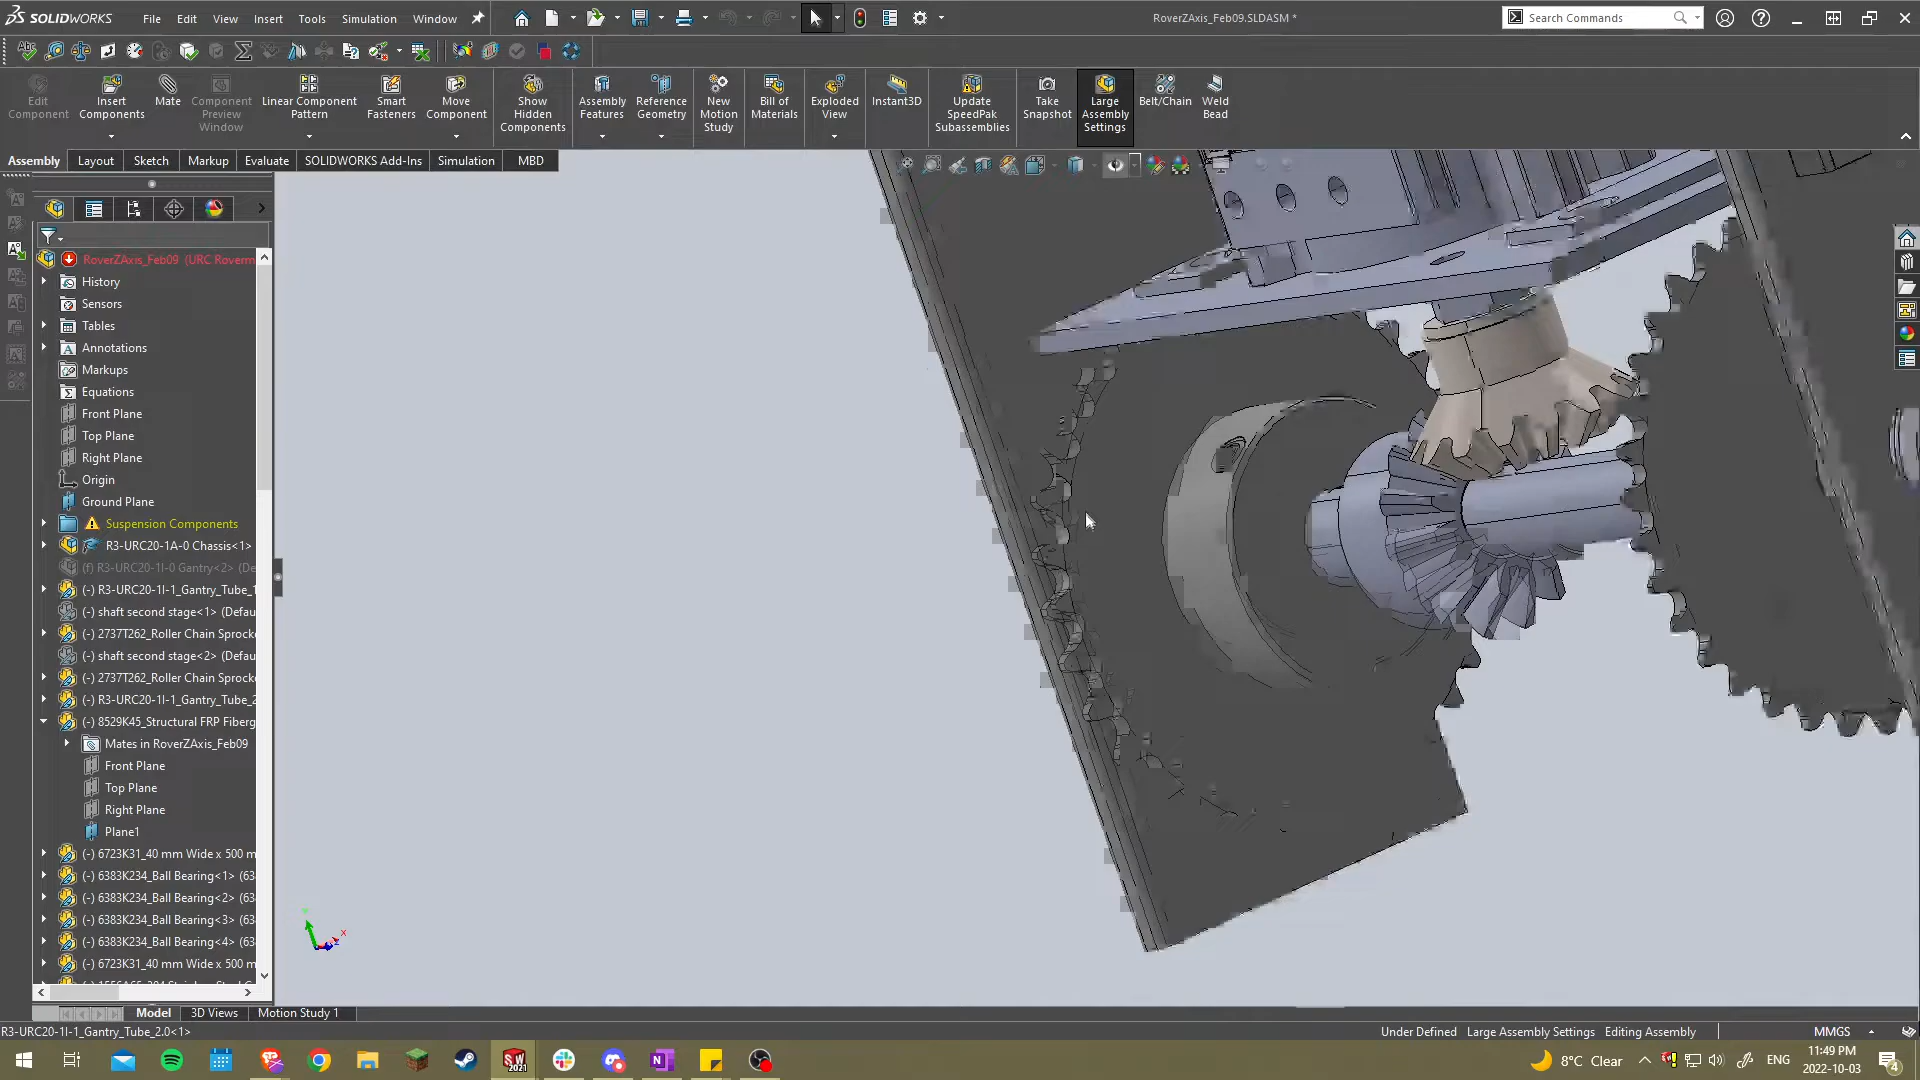 SOLIDWORKS
File
Edit
View
Insert
Tools
Simulation
Window
RoverZAxis_Feb09.SLDASM *
Search Commands
Edit
Component
Insert
Components
Mate
Component
Preview
Window
Linear Component
Pattern
Smart
Fasteners
Move
Component
Show
Hidden
Components
Assembly
Features
Reference
Geometry
New
Motion
Study
Bill of
Materials
Exploded
View
Instant3D
Update
SpeedPak
Subassemblies
Take
Snapshot
Large
Assembly
Settings
Belt/Chain
Weld
Bead
Assembly
Layout
Sketch
Markup
Evaluate
SOLIDWORKS Add-Ins
Simulation
MBD
RoverZAxis_Feb09 (URC Roverm
History
Sensors
Tables
Annotations
Markups
Equations
Front Plane
Top Plane
Right Plane
Origin
Ground Plane
Suspension Components
R3-URC20-1A-0 Chassis<1>
(f) R3-URC20-1I-0 Gantry<2> (De
(-) R3-URC20-1I-1_Gantry_Tube_1
(-) shaft second stage<1> (Defau
(-) 2737T262_Roller Chain Sprocke
(-) shaft second stage<2> (Defau
(-) 2737T262_Roller Chain Sprocke
(-) R3-URC20-1I-1_Gantry_Tube_2
(-) 8529K45_Structural FRP Fiberg
Mates in RoverZAxis_Feb09
Front Plane
Top Plane
Right Plane
Plane1
(-) 6723K31_40 mm Wide x 500 m
(-) 6383K234_Ball Bearing<1> (63
(-) 6383K234_Ball Bearing<2> (63
(-) 6383K234_Ball Bearing<3> (63
(-) 6383K234_Ball Bearing<4> (63
(-) 6723K31_40 mm Wide x 500 m
x
Model
3D Views
Motion Study 1
R3-URC20-1I-1_Gantry_Tube_2.0<1>
Under Defined
Large Assembly Settings
Editing Assembly
MMGS
SW
2021
8°C Clear
ENG
11:49 PM
2022-10-03
4